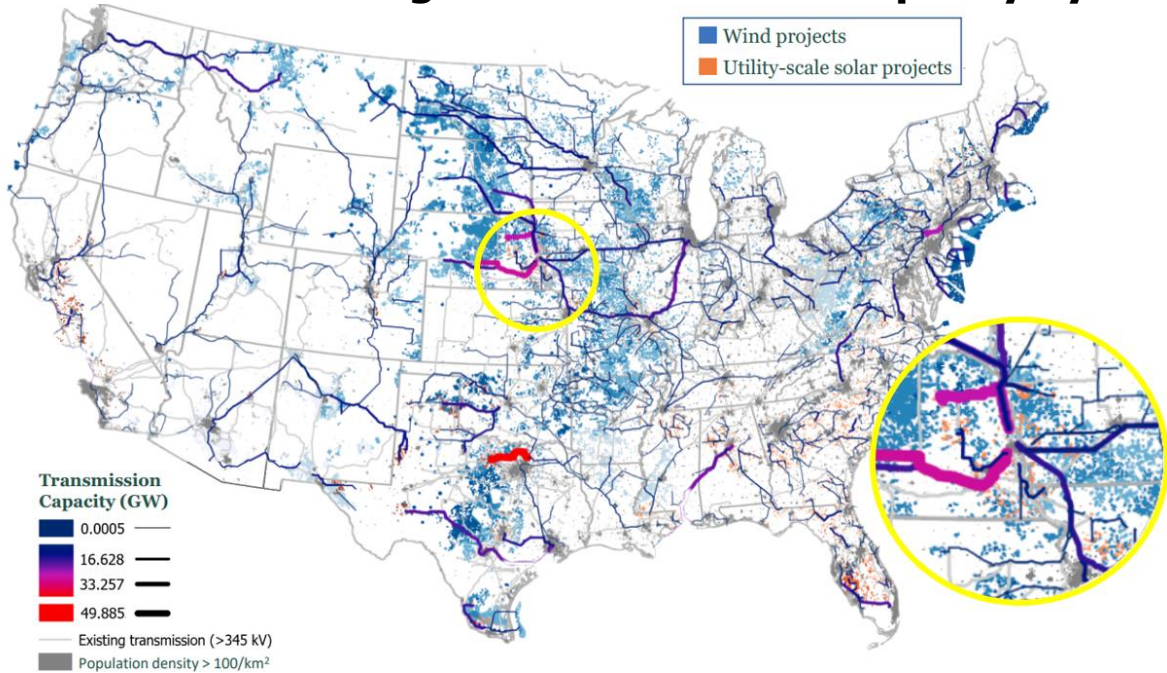 Wind projects
Utility-scale solar projects
Transmission
Capacity (GW)
0.0005
16.628
33.257
49.885
Existing transmission (>345 kV)
Population density > 100/km²